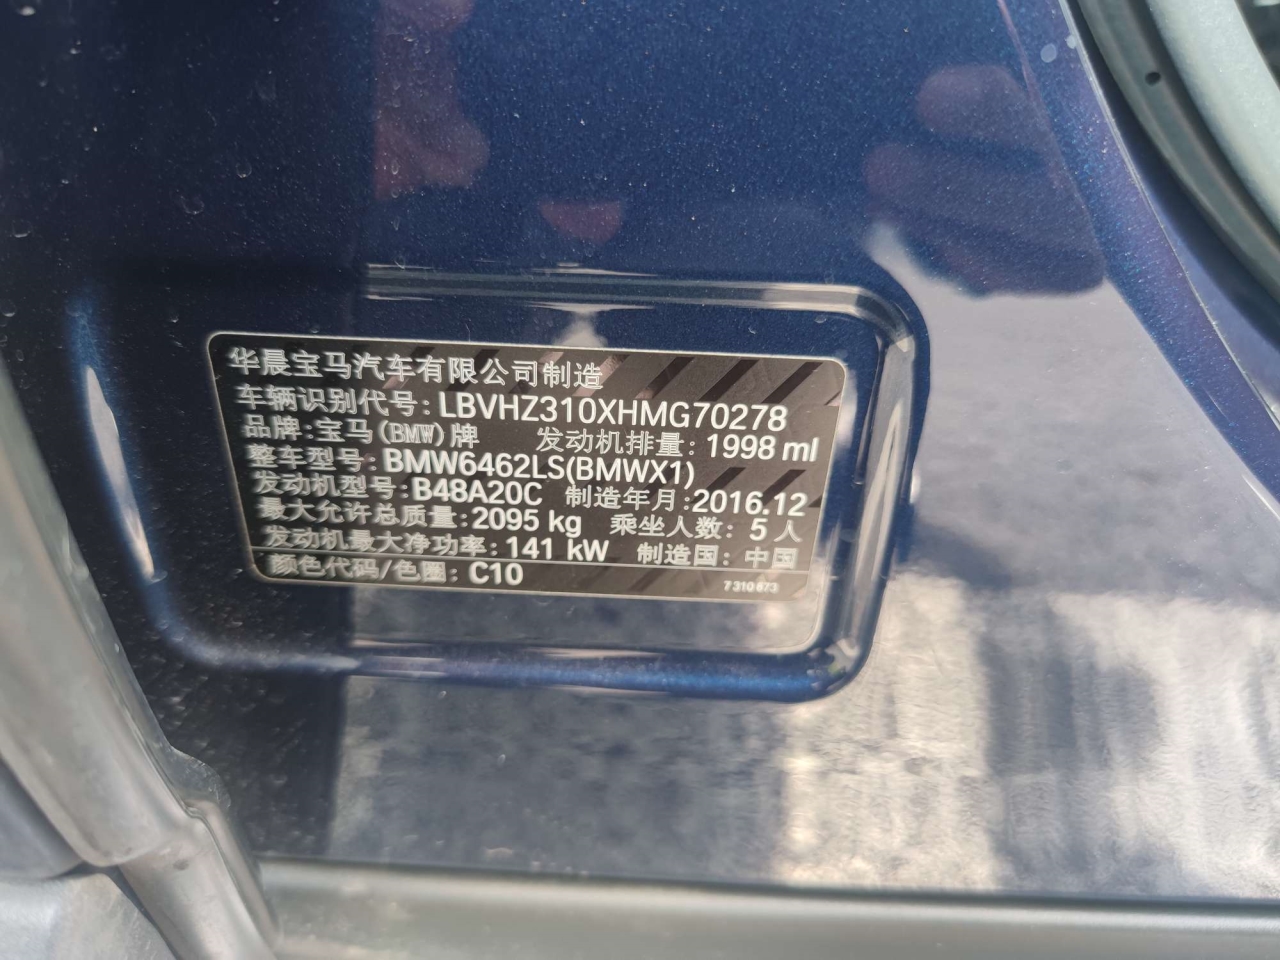 华晨宝马汽车有限公司制造
车辆识别代号: LBVHZ310XHMG70278
品牌: 宝马(BMW)牌 发动机排量: 1998 ml
整车型号: BMW6462LS(BMWX1)
发动机型号: B48A20C 制造年月: 2016.12
最大允许总质量: 2095 kg 乘坐人数: 5 人
发动机最大净功率: 141 kW 制造国: 中国
颜色代码/色圈: C10 7 310 673